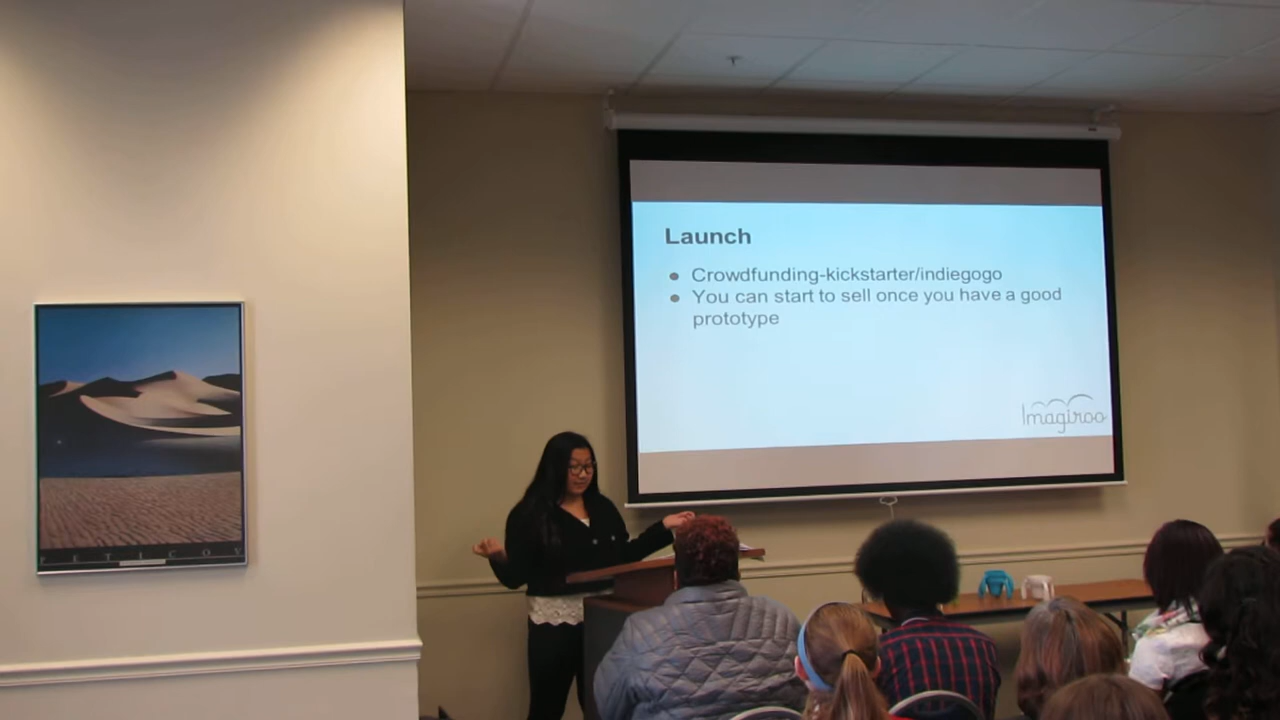 Launch
● Crowdfunding-kickstarter/indiegogo
● You can start to sell once you have a good
prototype
Imagiroo